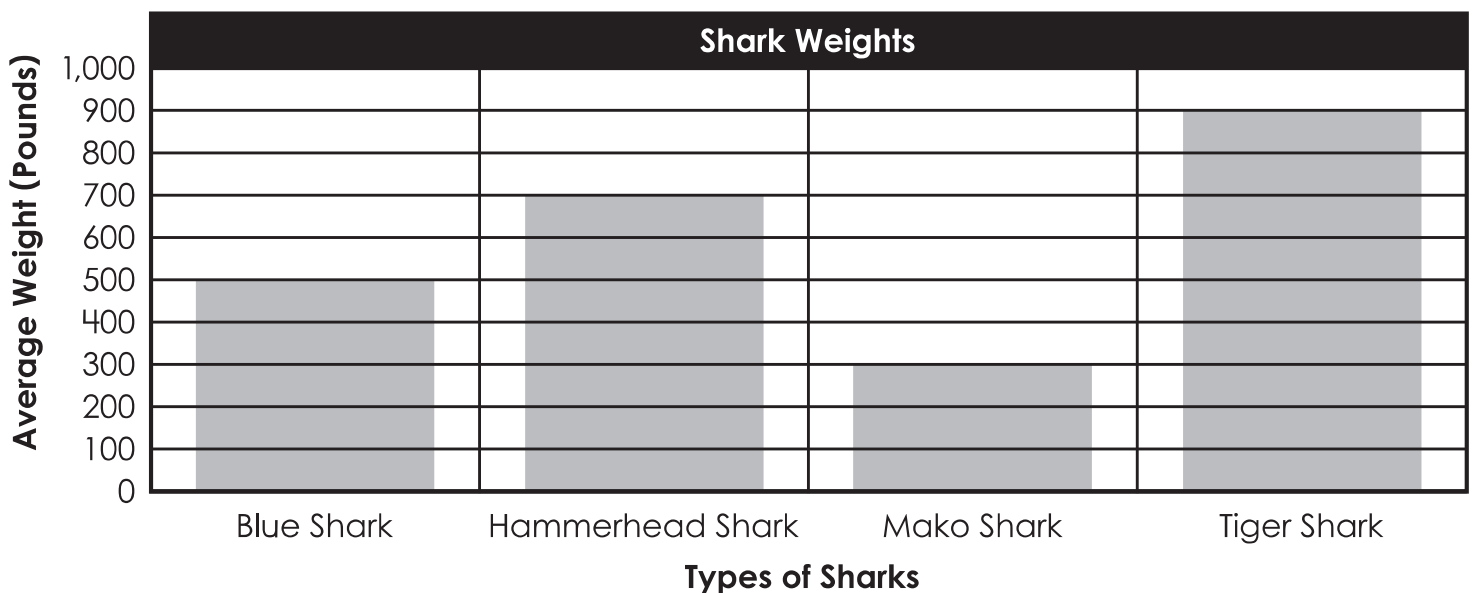 Shark Weights
Average Weight (Pounds)
1,000
900
800
700
600
500
400
300
200
100
0
Blue Shark Hammerhead Shark Mako Shark Tiger Shark
Types of Sharks